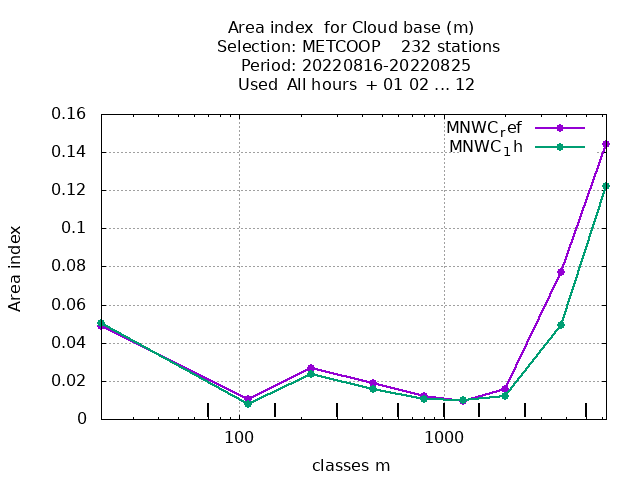 Area index  for Cloud base (m)
Selection: METCOOP    232 stations
Period: 20220816-20220825
Used  All hours  + 01 02 ... 12
MNWC_ref
MNWC_1h
0.16
0.14
0.12
0.1
0.08
0.06
0.04
0.02
0
Area index
100
1000
classes m